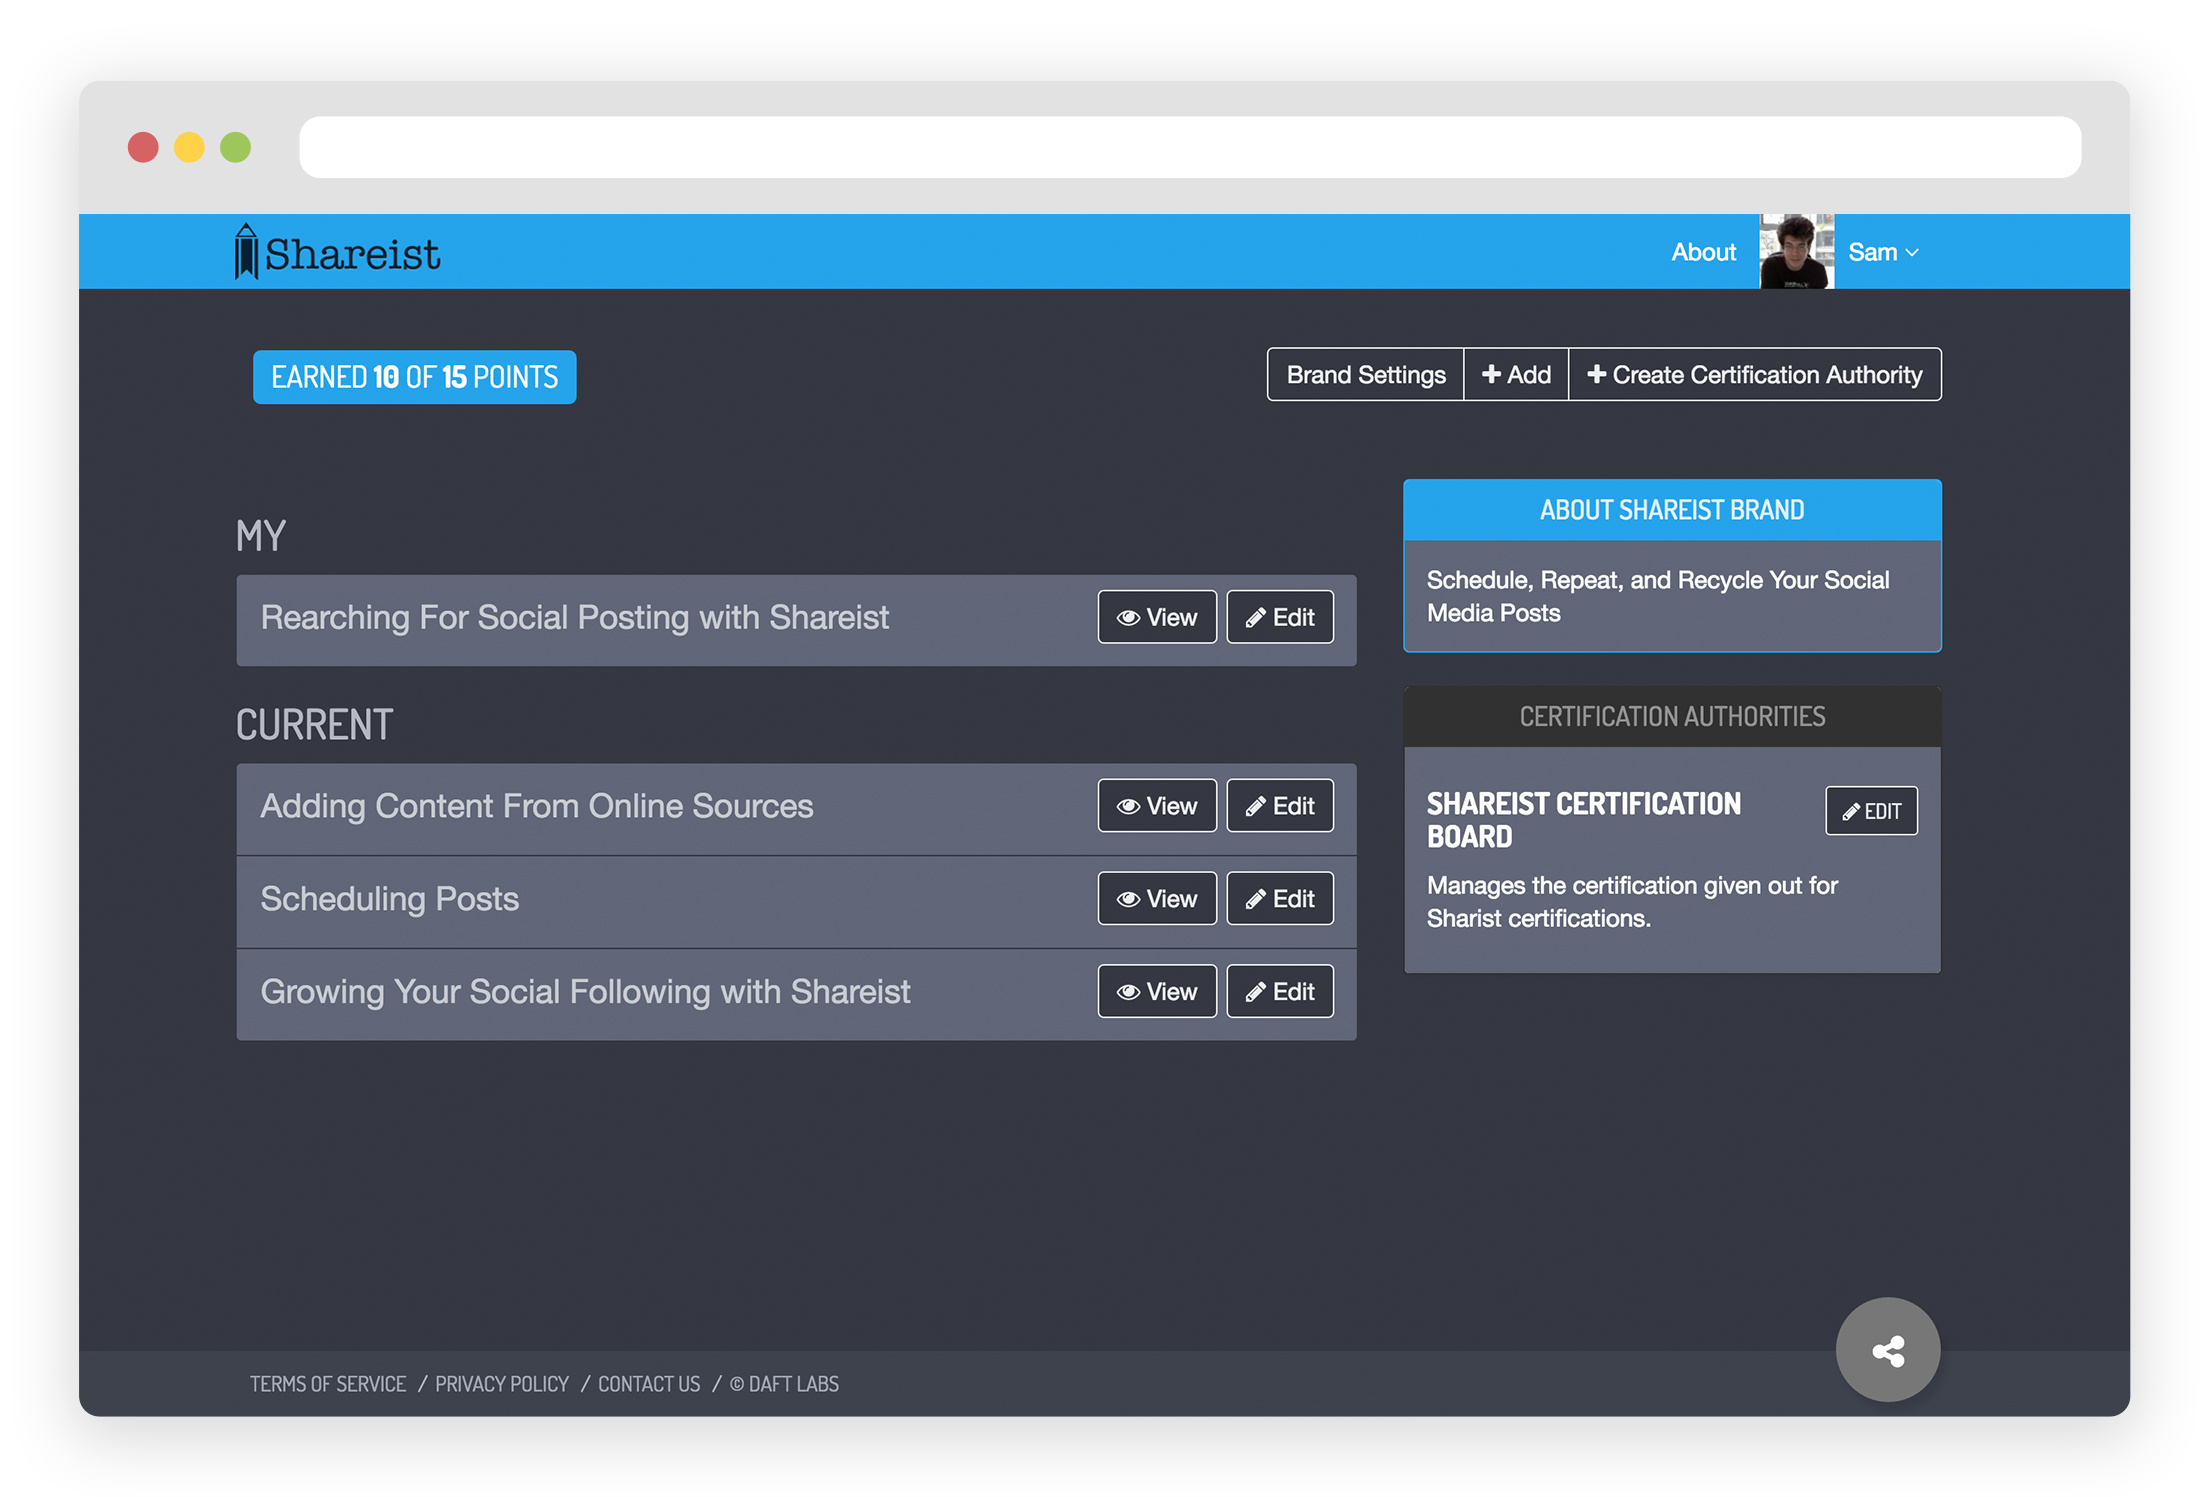 Shareist
About
Sam
EARNED 10 OF 15 POINTS
Brand Settings
Add
Create Certification Authority
MY
Rearching For Social Posting with Shareist
View
Edit
CURRENT
Adding Content From Online Sources
View
Edit
Scheduling Posts
View
Edit
Growing Your Social Following with Shareist
View
Edit
ABOUT SHAREIST BRAND
Schedule, Repeat, and Recycle Your Social
Media Posts
CERTIFICATION AUTHORITIES
SHAREIST CERTIFICATION
BOARD
EDIT
Manages the certification given out for
Sharist certifications.
TERMS OF SERVICE / PRIVACY POLICY / CONTACT US / © DAFT LABS